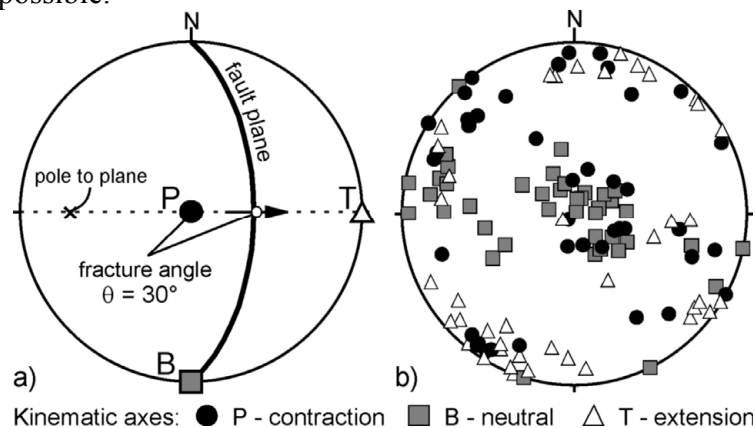 possible.
N
N
fault plane
pole to plane
P
T
fracture angle
θ = 30°
B
a)
b)
Kinematic axes: P - contraction B - neutral T - extension